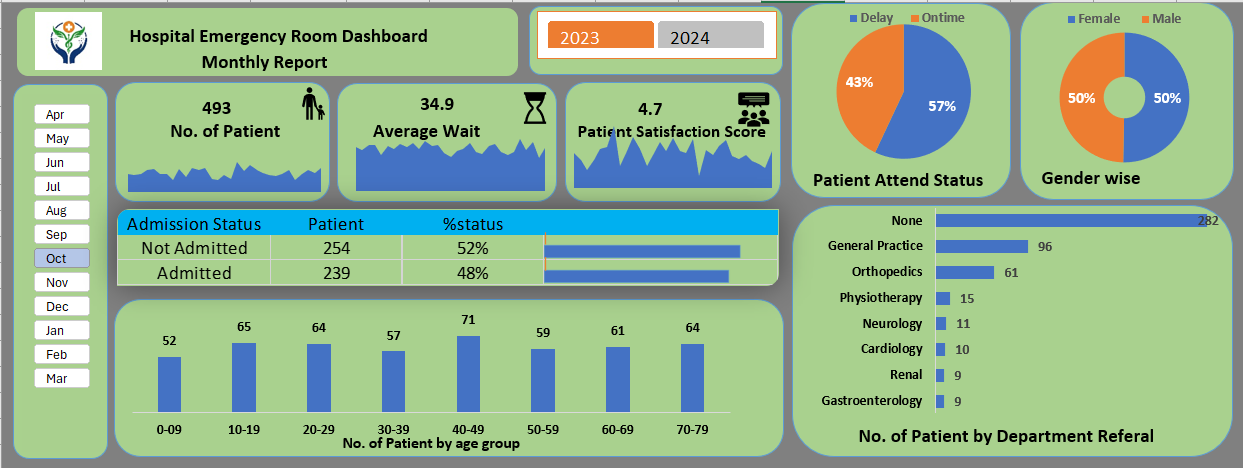 Hospital Emergency Room Dashboard
Monthly Report
2023 2024
Apr
May
Jun
Jul
Aug
Sep
Oct
Nov
Dec
Jan
Feb
Mar
493
No. of Patient
34.9
Average Wait
4.7
Patient Satisfaction Score
Delay Ontime
43%
57%
Patient Attend Status
Female Male
50% 50%
Gender wise
Admission Status Patient %status
Not Admitted 254 52%
Admitted 239 48%
52 65 64 57 71 59 61 64
0-09 10-19 20-29 30-39 40-49 50-59 60-69 70-79
No. of Patient by age group
None 282
General Practice 96
Orthopedics 61
Physiotherapy 15
Neurology 11
Cardiology 10
Renal 9
Gastroenterology 9
No. of Patient by Department Referal